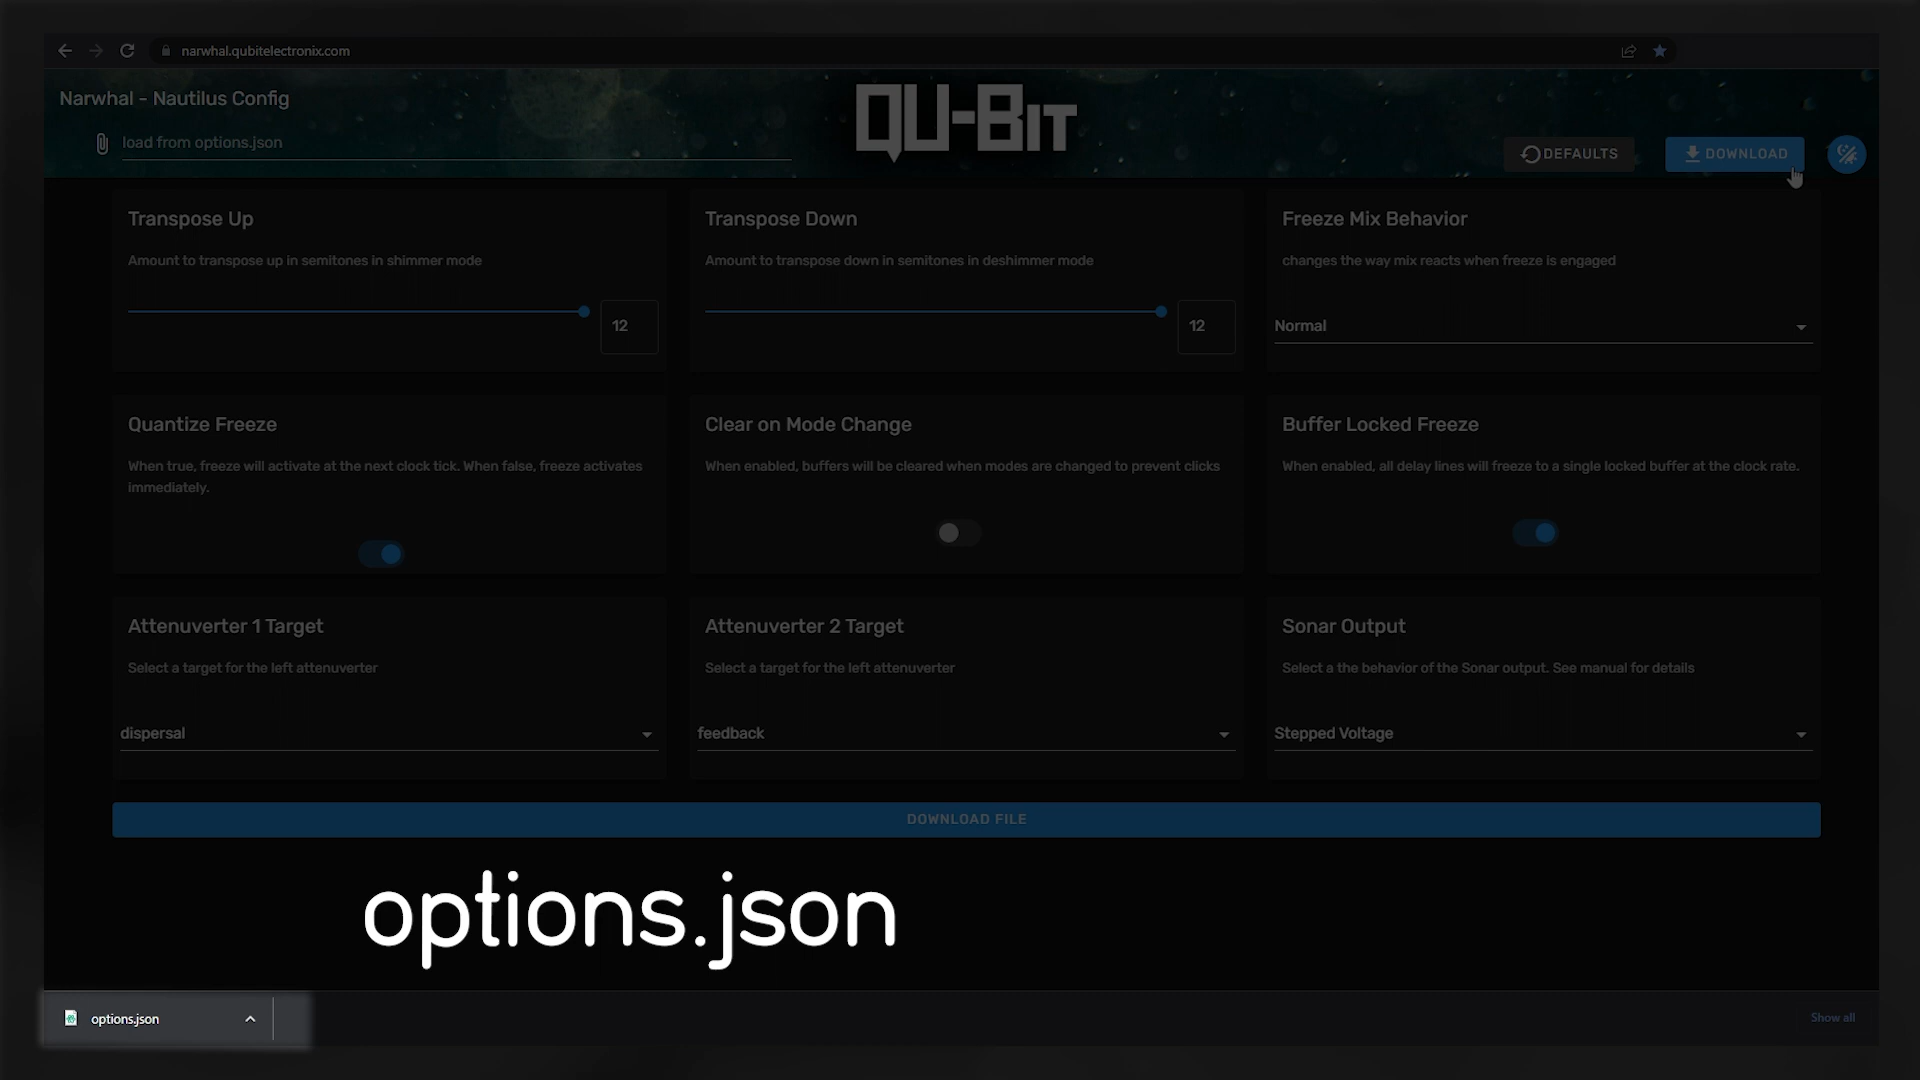 narwhal.qubitelectronix.com
Narwhal - Nautilus Config
QU-BIT
load from options.json
DEFAULTS
DOWNLOAD
Transpose Up
Amount to transpose up in semitones in shimmer mode
12
Transpose Down
Amount to transpose down in semitones in deshimmer mode
12
Freeze Mix Behavior
changes the way mix reacts when freeze is engaged
Normal
Quantize Freeze
When true, freeze will activate at the next clock tick. When false, freeze activates
immediately.
Clear on Mode Change
When enabled, buffers will be cleared when modes are changed to prevent clicks
Buffer Locked Freeze
When enabled, all delay lines will freeze to a single locked buffer at the clock rate.
Attenuverter 1 Target
Select a target for the left attenuverter
dispersal
Attenuverter 2 Target
Select a target for the left attenuverter
feedback
Sonar Output
Select a the behavior of the Sonar output. See manual for details
Stepped Voltage
DOWNLOAD FILE
options.json
options.json
Show all